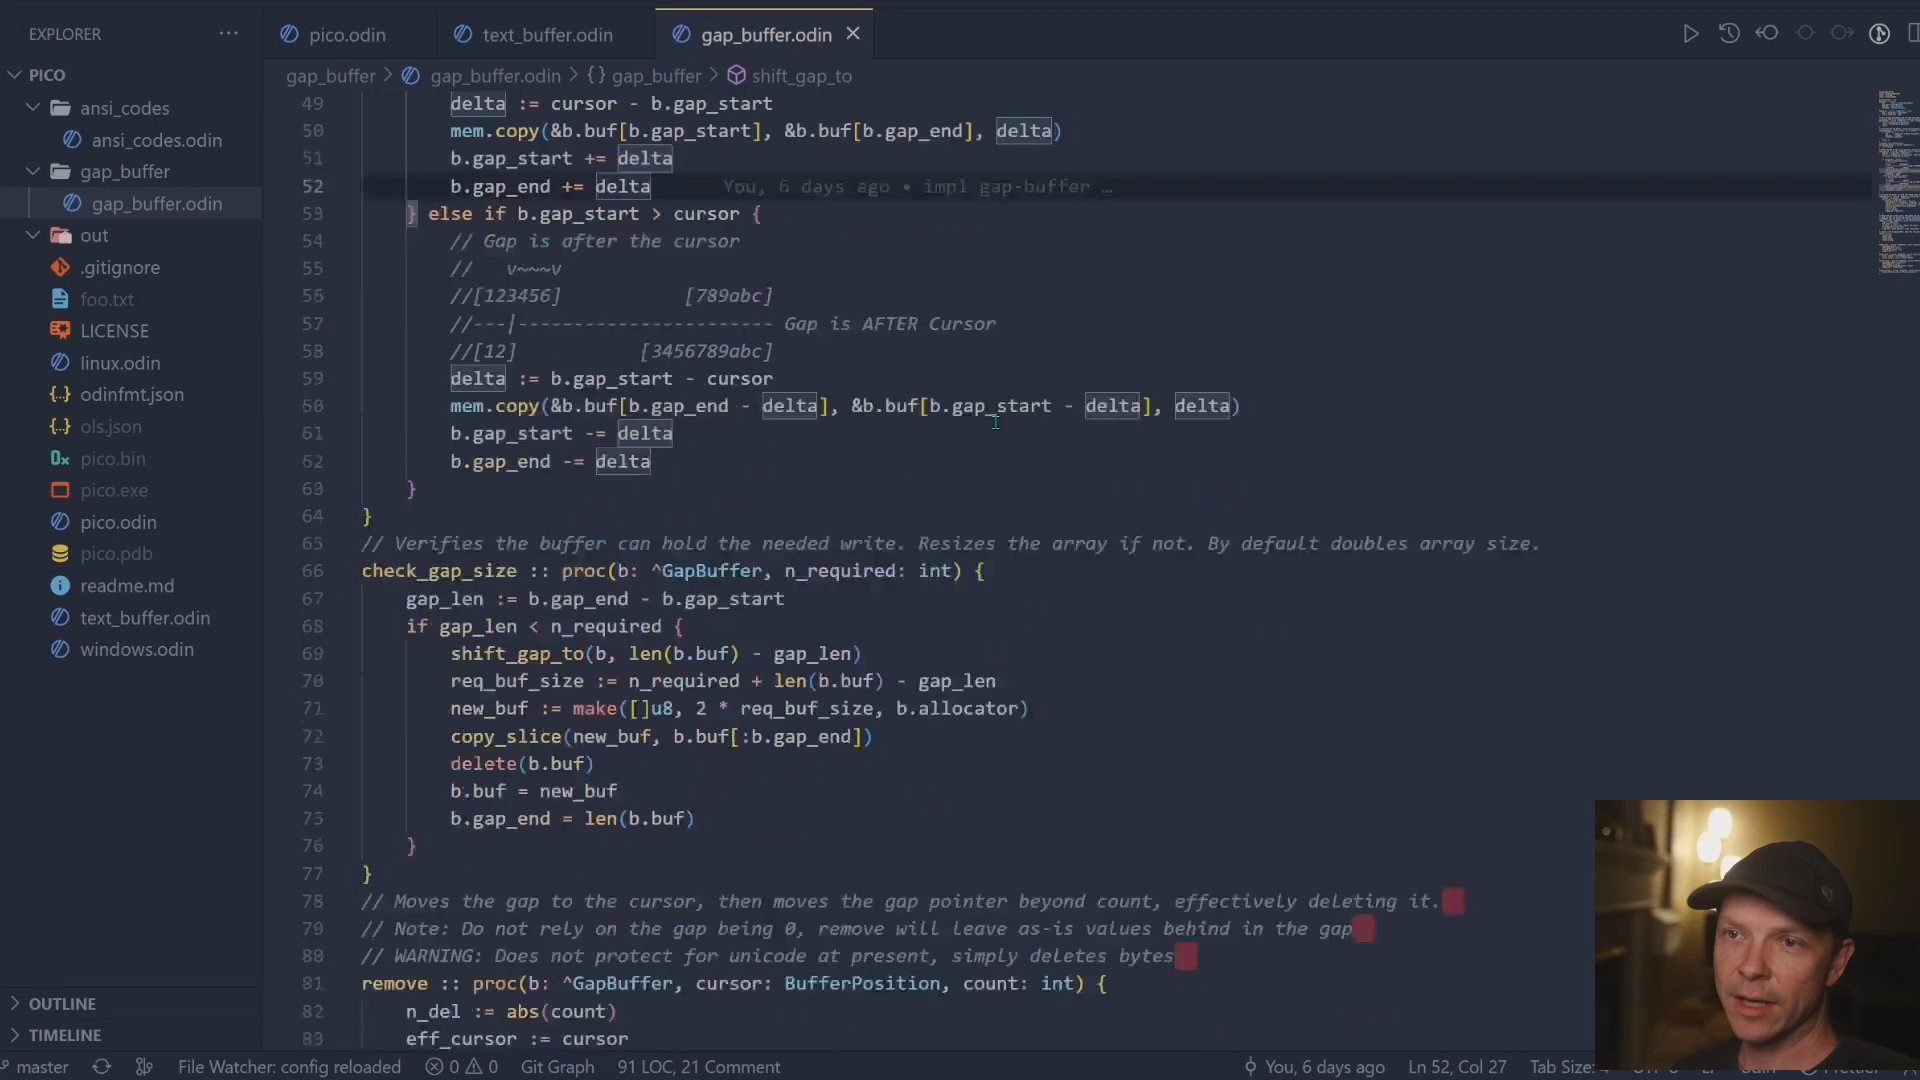 EXPLORER
PICO
ansi_codes
ansi_codes.odin
gap_buffer
gap_buffer.odin
out
.gitignore
foo.txt
LICENSE
linux.odin
odinfmt.json
ols.json
pico.bin
pico.exe
pico.odin
pico.pdb
readme.md
text_buffer.odin
windows.odin
OUTLINE
TIMELINE
pico.odin
text_buffer.odin
gap_buffer.odin
gap_buffer > gap_buffer.odin > {} gap_buffer > shift_gap_to
49 delta := cursor - b.gap_start
50 mem.copy(&b.buf[b.gap_start], &b.buf[b.gap_end], delta)
51 b.gap_start += delta
52 b.gap_end += delta You, 6 days ago • impl gap-buffer …
53 } else if b.gap_start > cursor {
54 // Gap is after the cursor
55 // v~~~v
56 //[123456] [789abc]
57 //---|----------------------- Gap is AFTER Cursor
58 //[12] [3456789abc]
59 delta := b.gap_start - cursor
60 mem.copy(&b.buf[b.gap_end - delta], &b.buf[b.gap_start - delta], delta)
61 b.gap_start -= delta
62 b.gap_end -= delta
63 }
64 }
65 // Verifies the buffer can hold the needed write. Resizes the array if not. By default doubles array size.
66 check_gap_size :: proc(b: ^GapBuffer, n_required: int) {
67 gap_len := b.gap_end - b.gap_start
68 if gap_len < n_required {
69 shift_gap_to(b, len(b.buf) - gap_len)
70 req_buf_size := n_required + len(b.buf) - gap_len
71 new_buf := make([]u8, 2 * req_buf_size, b.allocator)
72 copy_slice(new_buf, b.buf[:b.gap_end])
73 delete(b.buf)
74 b.buf = new_buf
75 b.gap_end = len(b.buf)
76 }
77 }
78 // Moves the gap to the cursor, then moves the gap pointer beyond count, effectively deleting it.
79 // Note: Do not rely on the gap being 0, remove will leave as-is values behind in the gap
80 // WARNING: Does not protect for unicode at present, simply deletes bytes
81 remove :: proc(b: ^GapBuffer, cursor: BufferPosition, count: int) {
82 n_del := abs(count)
83 eff_cursor := cursor
master File Watcher: config reloaded 0 0 Git Graph 91 LOC, 21 Comment You, 6 days ago Ln 52, Col 27